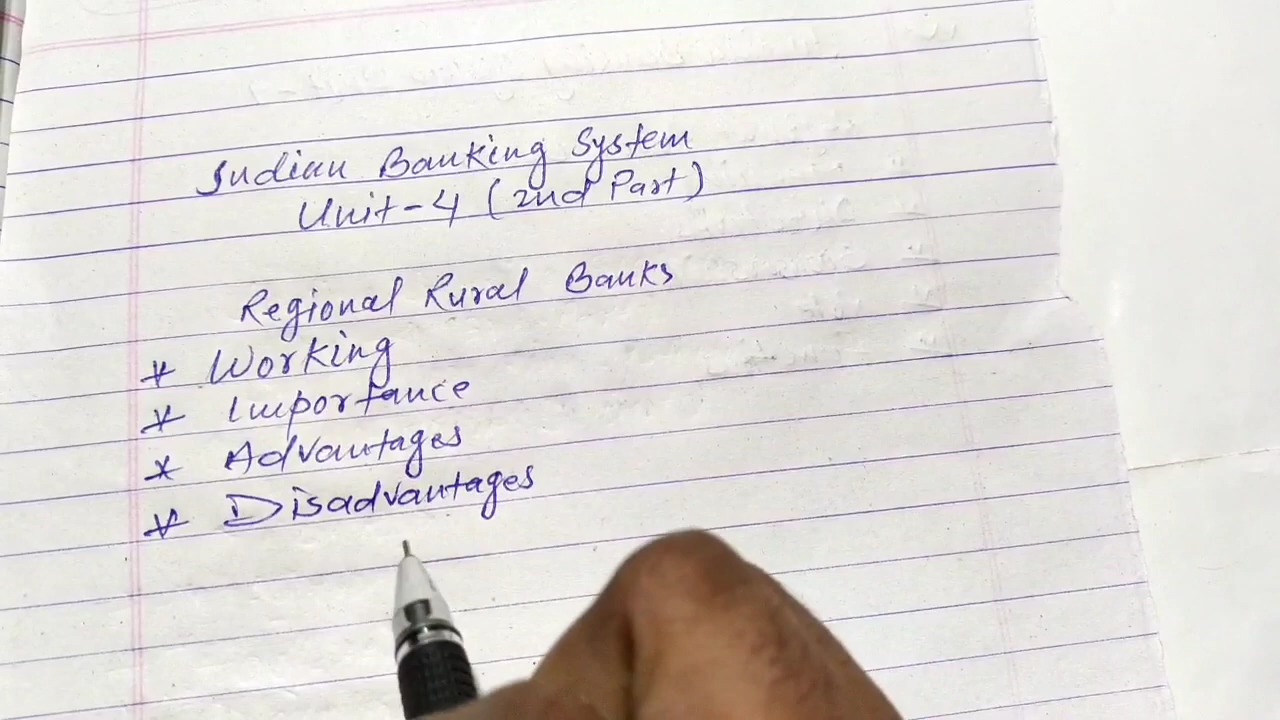 Indian Banking System
Unit-4 (2nd Part)
Regional Rural Banks
* Working
* Importance
* Advantages
* Disadvantages